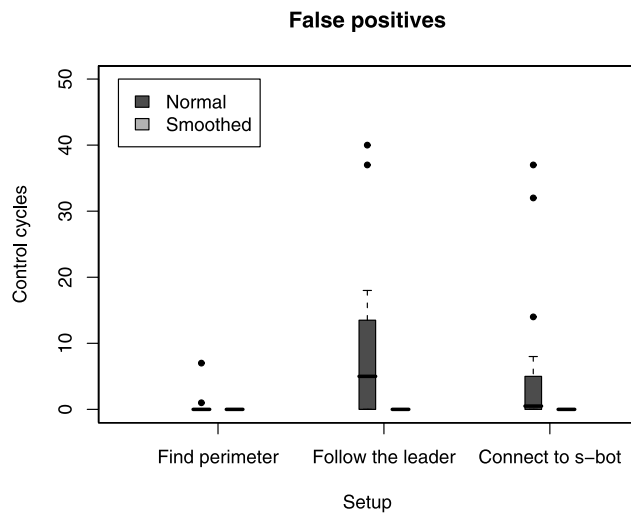 False positives
Normal
Smoothed
Control cycles
50
40
30
20
10
0
Find perimeter
Follow the leader
Connect to s−bot
Setup